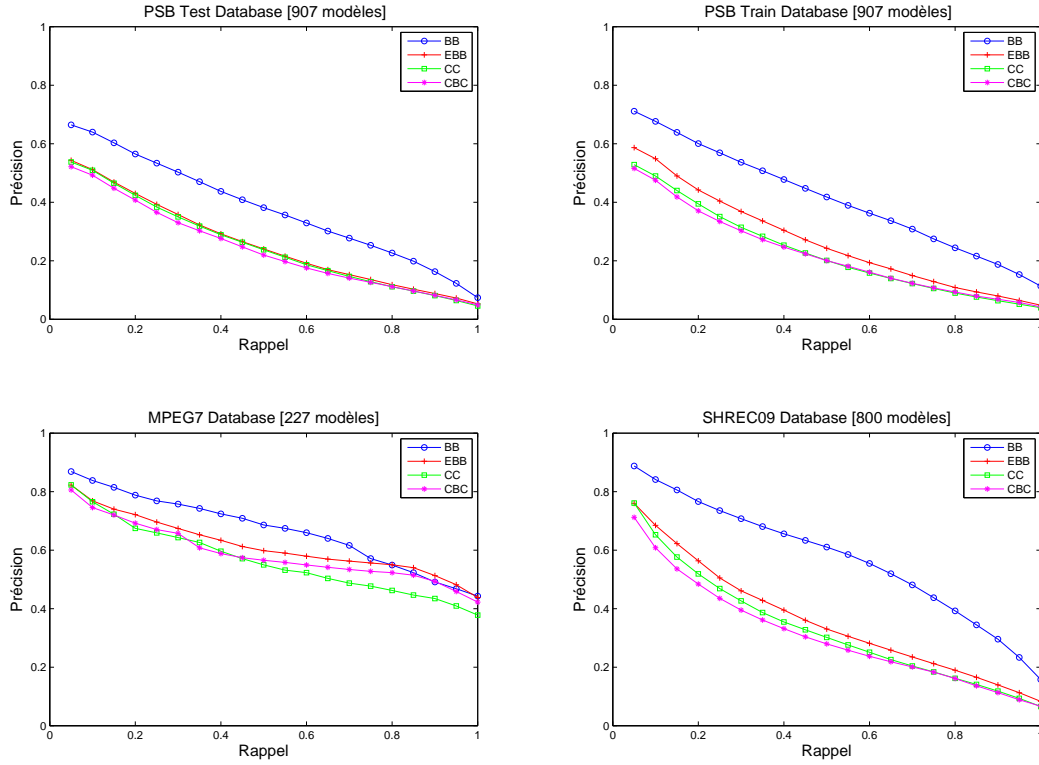 PSB Test Database [907 modèles]
1
0.8
0.6
0.4
0.2
0
Précision
0
0.2
0.4
0.6
0.8
1
Rappel
BB
EBB
CC
CBC
PSB Train Database [907 modèles]
1
0.8
0.6
0.4
0.2
0
Précision
0
0.2
0.4
0.6
0.8
1
Rappel
BB
EBB
CC
CBC
MPEG7 Database [227 modèles]
1
0.8
0.6
0.4
0.2
0
Précision
0
0.2
0.4
0.6
0.8
1
Rappel
BB
EBB
CC
CBC
SHREC09 Database [800 modèles]
1
0.8
0.6
0.4
0.2
0
Précision
0
0.2
0.4
0.6
0.8
1
Rappel
BB
EBB
CC
CBC